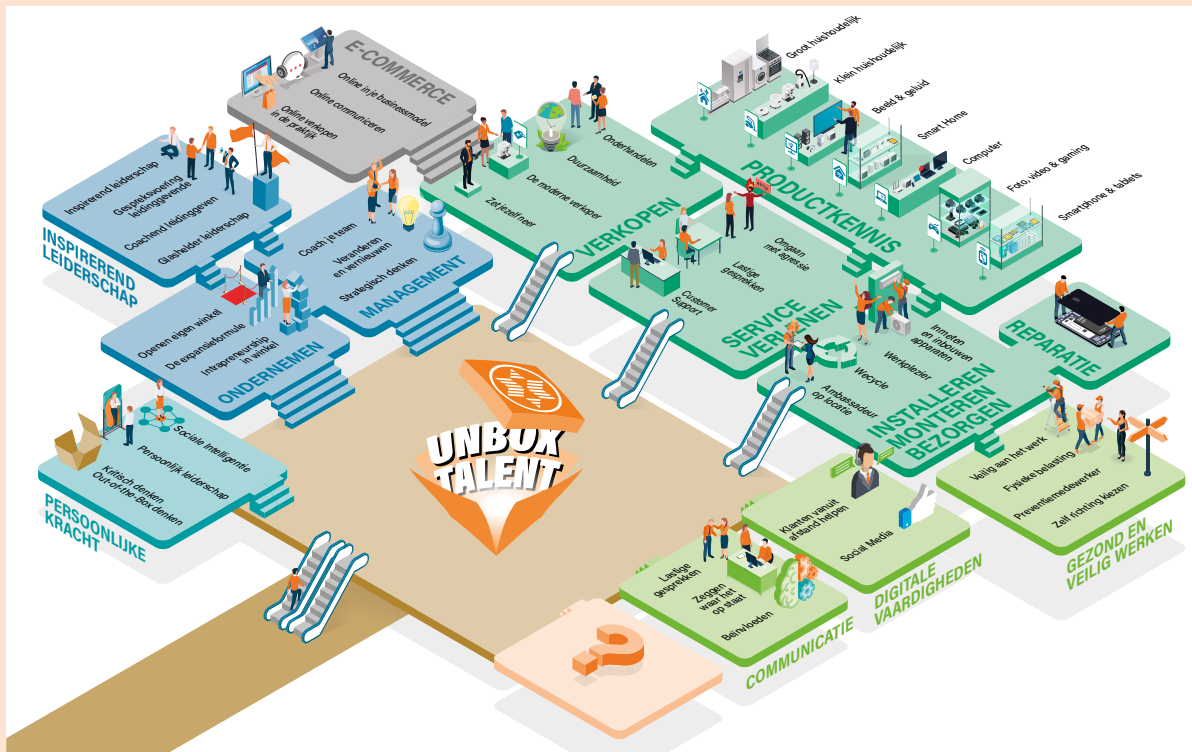 E-COMMERCE
Online in je businessmodel
Online communiceren
Online verkopen
in de praktijk
INSPIREREND
LEIDERSCHAP
Inspirerend leiderschap
Gespreksvoering
leidinggevende
Coachend leidinggeven
Glashelder leiderschap
MANAGEMENT
Coach je team
Veranderen
en vernieuwen
Strategisch denken
ONDERNEMEN
Openen eigen winkel
De expansieformule
Intrapreneurship
in winkel
PERSOONLIJKE
KRACHT
Sociale Intelligentie
Persoonlijk leiderschap
Kritisch denken
Out-of-the-Box denken
VERKOPEN
Onderhandelen
Duurzaamheid
De moderne verkoper
Zet jezelf neer
PRODUCTKENNIS
Groot huishoudelijk
Klein huishoudelijk
Beeld & geluid
Smart Home
Computer
Foto, video & gaming
Smartphone & tablets
SERVICE
VERLENEN
Omgaan
met agressie
Lastige
gesprekken
Customer
Support
REPARATIE
INSTALLEREN
MONTEREN
BEZORGEN
Inmeten
en inbouwen
apparaten
Werkplezier
Wecycle
Ambassadeur
op locatie
GEZOND EN
VEILIG WERKEN
Veilig aan het werk
Fysieke belasting
Preventiemedewerker
Zelf richting kiezen
DIGITALE
VAARDIGHEDEN
Klanten vanuit
afstand helpen
Social Media
COMMUNICATIE
Lastige
gesprekken
Zeggen
waar het
op staat
Beïnvloeden
UNBOX
TALENT
?